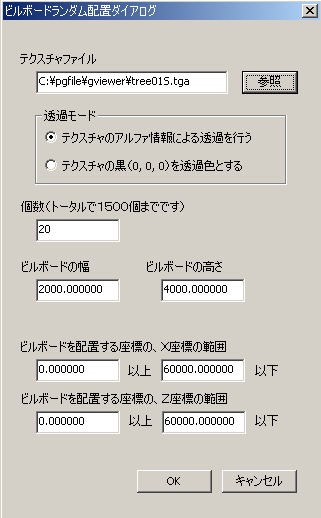 ビルボードランダム配置ダイアログ
テクスチャファイル
C:¥pgfile¥gviewer¥tree01S.tga 参照
透過モード
テクスチャのアルファ情報による透過を行う
テクスチャの黒(0, 0, 0)を透過色とする
個数(トータルで1500個までです)
20
ビルボードの幅 ビルボードの高さ
2000.000000 4000.000000
ビルボードを配置する座標の、X座標の範囲
0.000000 以上 60000.000000 以下
ビルボードを配置する座標の、Z座標の範囲
0.000000 以上 60000.000000 以下
OK キャンセル